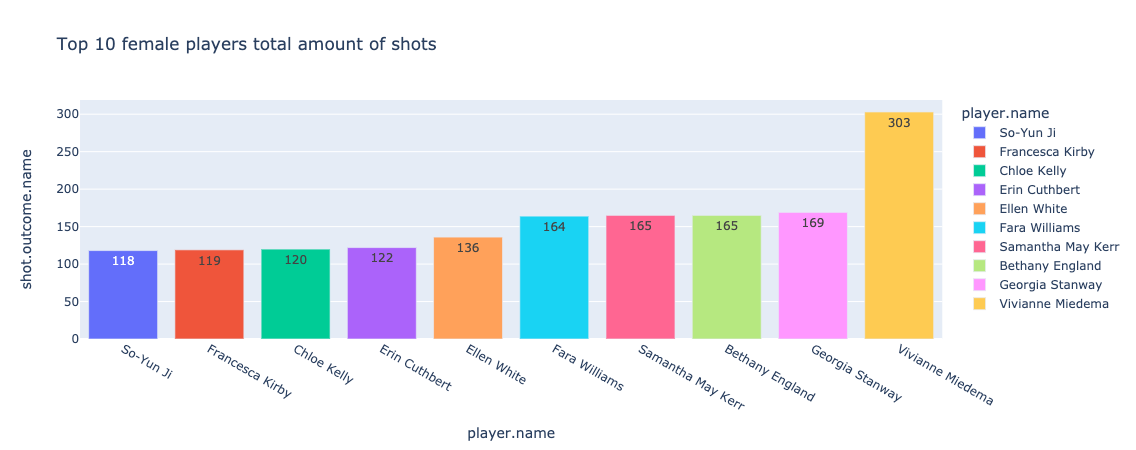 Top 10 female players total amount of shots
shot.outcome.name
300
250
200
150
100
50
0
118
119
120
122
136
164
165
165
169
303
So-Yun Ji
Francesca Kirby
Chloe Kelly
Erin Cuthbert
Ellen White
Fara Williams
Samantha May Kerr
Bethany England
Georgia Stanway
Vivianne Miedema
player.name
player.name
So-Yun Ji
Francesca Kirby
Chloe Kelly
Erin Cuthbert
Ellen White
Fara Williams
Samantha May Kerr
Bethany England
Georgia Stanway
Vivianne Miedema